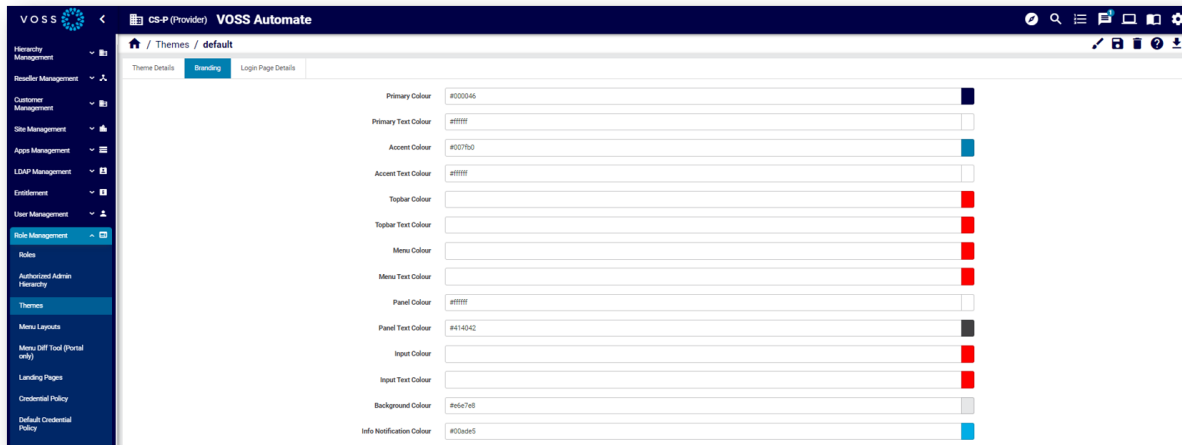 VOSS
CS-P (Provider) VOSS Automate
1
Hierarchy
Management
Reseller Management
Customer
Management
Site Management
Apps Management
LDAP Management
Entitlement
User Management
Role Management
Roles
Authorized Admin
Hierarchy
Themes
Menu Layouts
Menu Diff Tool (Portal
only)
Landing Pages
Credential Policy
Default Credential
Policy
/ Themes / default
Theme Details Branding Login Page Details
Primary Colour #000046
Primary Text Colour #ffffff
Accent Colour #007fb0
Accent Text Colour #ffffff
Topbar Colour
Topbar Text Colour
Menu Colour
Menu Text Colour
Panel Colour #ffffff
Panel Text Colour #414042
Input Colour
Input Text Colour
Background Colour #e6e7e8
Info Notification Colour #00ade5